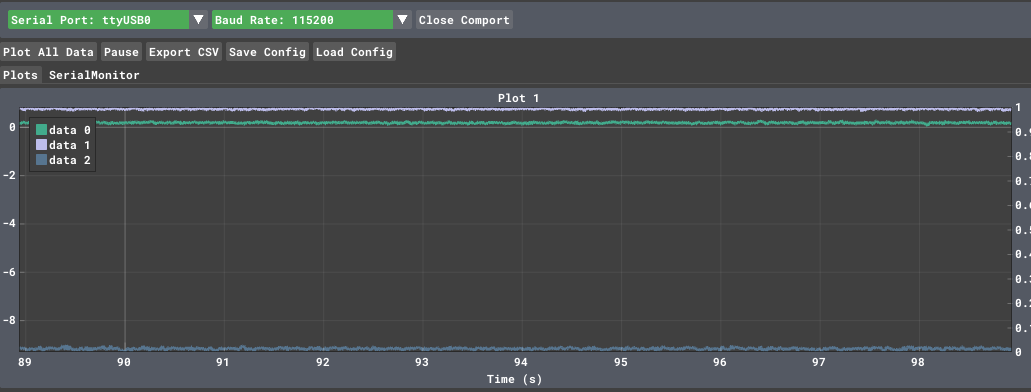 Serial Port: ttyUSB0 Baud Rate: 115200 Close Comport
Plot All Data Pause Export CSV Save Config Load Config
Plots SerialMonitor
Plot 1
0
-2
-4
-6
-8
data 0
data 1
data 2
1
0.9
0.8
0.7
0.6
0.5
0.4
0.3
0.2
0.1
0
89 90 91 92 93 94 95 96 97 98
Time (s)